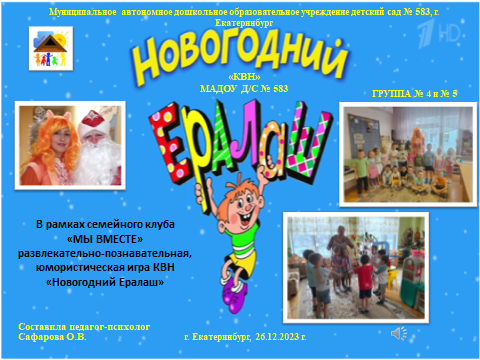 Муниципальное автономное дошкольное образовательное учреждение детский сад № 583, г.
Екатеринбург
1 HD
НОВОГОДНИЙ
«КВН»
МАДОУ Д/С № 583
ГРУППА № 4 и № 5
ЕРАЛАШ
В рамках семейного клуба
«МЫ ВМЕСТЕ»
развлекательно-познавательная,
юмористическая игра КВН
«Новогодний Ералаш»
Составила педагог-психолог
Сафарова О.В.
г. Екатеринбург, 26.12.2023 г.